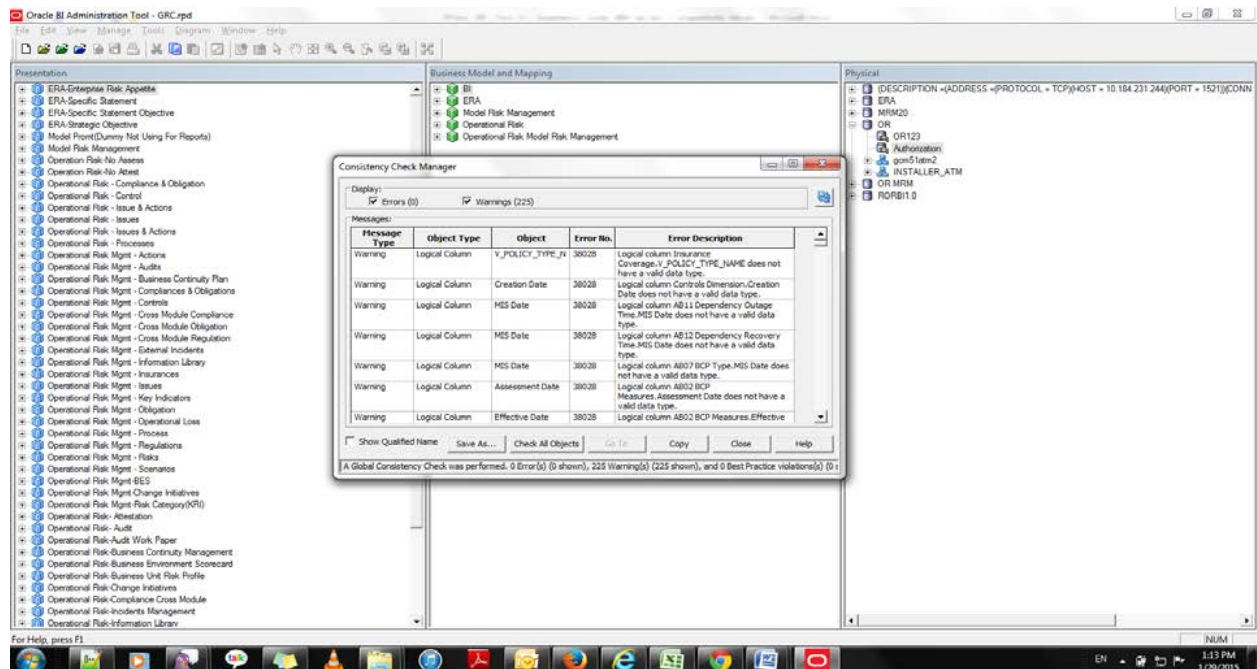 Oracle BI Administration Tool - GRC.rpd
File Edit View Manage Tools Diagram Window Help
Presentation
ERA-Enterprise Risk Appetite
ERA-Specific Statement
ERA-Specific Statement Objective
ERA-Strategic Objective
Model Promt(Dummy Not Using For Reports)
Model Risk Management
Operation Risk-No Assess
Operation Risk-No Attest
Operational Risk - Compliance & Obligation
Operational Risk - Control
Operational Risk - Issue & Actions
Operational Risk - Issues
Operational Risk - Issues & Actions
Operational Risk - Processes
Operational Risk Mgmt - Actions
Operational Risk Mgmt - Audits
Operational Risk Mgmt - Business Continuity Plan
Operational Risk Mgmt - Compliances & Obligations
Operational Risk Mgmt - Controls
Operational Risk Mgmt - Cross Module Compliance
Operational Risk Mgmt - Cross Module Obligation
Operational Risk Mgmt - Cross Module Regulation
Operational Risk Mgmt - External Incidents
Operational Risk Mgmt - Information Library
Operational Risk Mgmt - Insurances
Operational Risk Mgmt - Issues
Operational Risk Mgmt - Key Indicators
Operational Risk Mgmt - Obligation
Operational Risk Mgmt - Operational Loss
Operational Risk Mgmt - Process
Operational Risk Mgmt - Regulations
Operational Risk Mgmt - Risks
Operational Risk Mgmt - Scenarios
Operational Risk Mgmt-BES
Operational Risk Mgmt-Change Initiatives
Operational Risk Mgmt-Risk Category(KRI)
Operational Risk- Attestation
Operational Risk- Audit
Operational Risk-Audit Work Paper
Operational Risk-Business Continuity Management
Operational Risk-Business Environment Scorecard
Operational Risk-Business Unit Risk Profile
Operational Risk-Change Initiatives
Operational Risk-Compliance Cross Module
Operational Risk-Incidents Management
Operational Risk-Information Library
Business Model and Mapping
BI
ERA
Model Risk Management
Operational Risk
Operational Risk Model Risk Management
Physical
(DESCRIPTION =(ADDRESS =(PROTOCOL = TCP)(HOST = 10.184.231.244)(PORT = 1521))(CONN
ERA
MRM20
OR
OR123
Authorization
gom51atm2
INSTALLER_ATM
OR MRM
RORBI1.0
Consistency Check Manager
Display:
Errors (0) Warnings (225)
Messages:
Message Type Object Type Object Error No. Error Description
Warning Logical Column V_POLICY_TYPE_N 38028 Logical column Insurance
Coverage.V_POLICY_TYPE_NAME does not
have a valid data type.
Warning Logical Column Creation Date 38028 Logical column Controls Dimension.Creation
Date does not have a valid data type.
Warning Logical Column MIS Date 38028 Logical column AB11 Dependency Outage
Time.MIS Date does not have a valid data
type.
Warning Logical Column MIS Date 38028 Logical column AB12 Dependency Recovery
Time.MIS Date does not have a valid data
type.
Warning Logical Column MIS Date 38028 Logical column AB07 BCP Type.MIS Date does
not have a valid data type.
Warning Logical Column Assessment Date 38028 Logical column AB02 BCP
Measures.Assessment Date does not have a
valid data type.
Warning Logical Column Effective Date 38028 Logical column AB02 BCP Measures.Effective
Show Qualified Name Save As... Check All Objects Go To Copy Close Help
A Global Consistency Check was performed. 0 Error(s) (0 shown), 225 Warning(s) (225 shown), and 0 Best Practice violations(s) (0 s
For Help, press F1
NUM
talk
EN
1:13 PM
1/20/2015